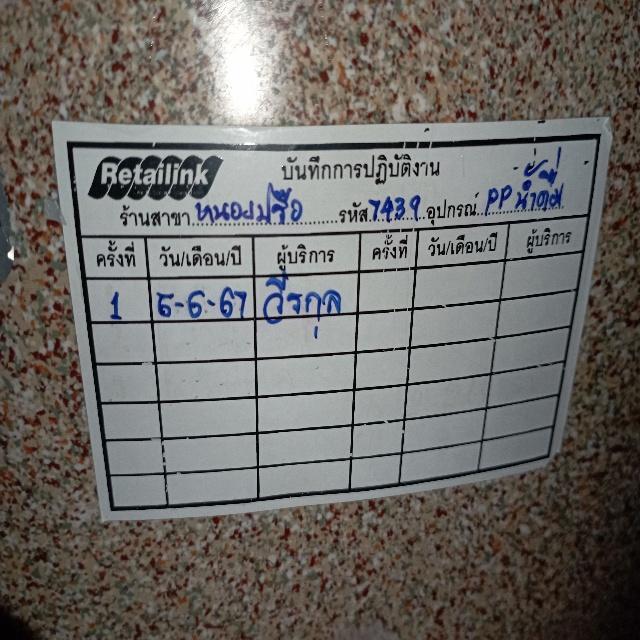 Retailink บันทึกการปฏิบัติงาน
ร้านสาขา หนองปรือ รหัส 7439 อุปกรณ์ PP น้ำดื่ม
ครั้งที่ วัน/เดือน/ปี ผู้บริการ ครั้งที่ วัน/เดือน/ปี ผู้บริการ
1 6-6-67 วีรกุล